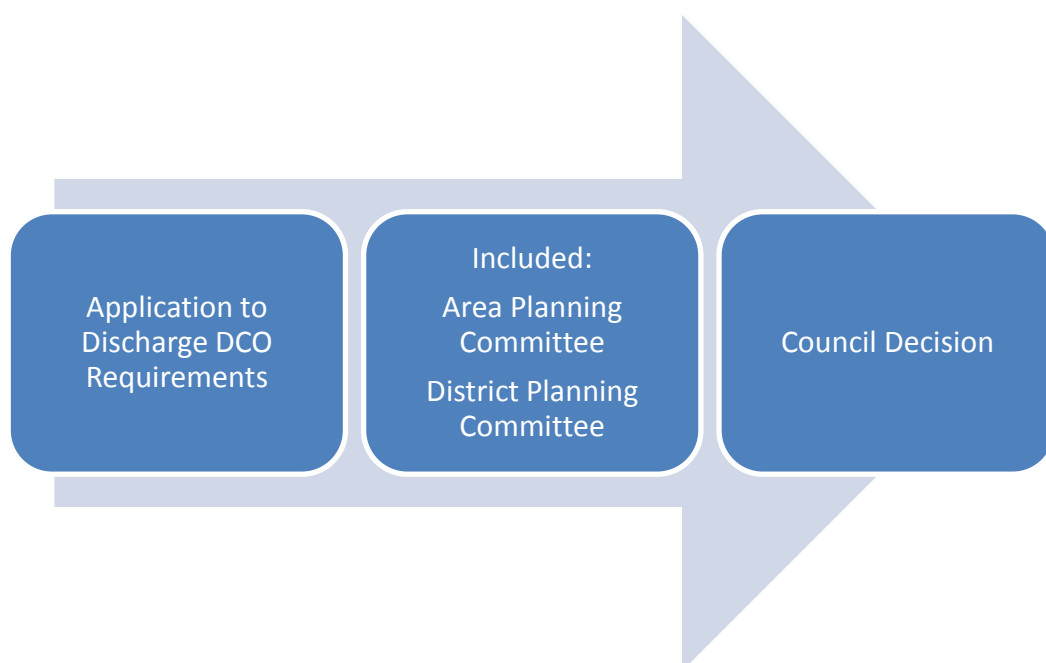 Application to
Discharge DCO
Requirements
Included:
Area Planning
Committee
District Planning
Committee
Council Decision